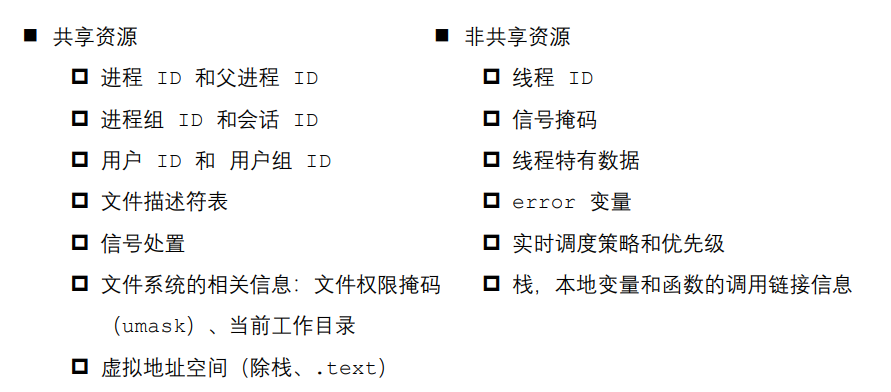 共享资源
进程 ID 和父进程 ID
进程组 ID 和会话 ID
用户 ID 和 用户组 ID
文件描述符表
信号处置
文件系统的相关信息：文件权限掩码
（umask）、当前工作目录
虚拟地址空间（除栈、.text）
非共享资源
线程 ID
信号掩码
线程特有数据
error 变量
实时调度策略和优先级
栈，本地变量和函数的调用链接信息